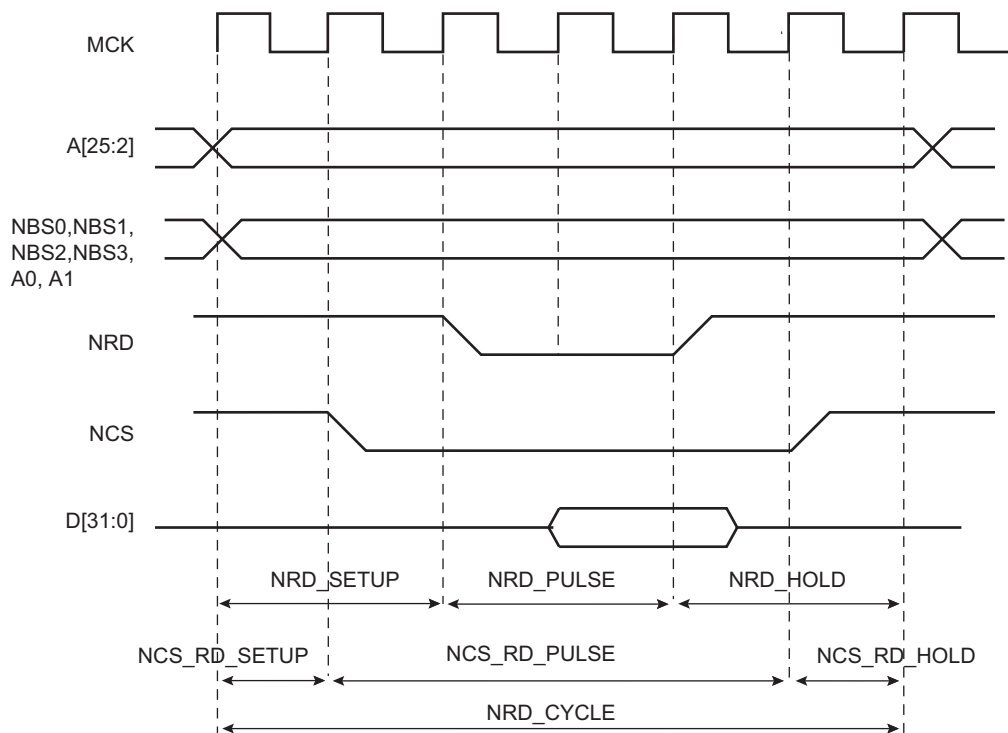 MCK
A[25:2]
NBS0,NBS1,
NBS2,NBS3,
A0, A1
NRD
NCS
D[31:0]
NRD_SETUP
NRD_PULSE
NRD_HOLD
NCS_RD_SETUP
NCS_RD_PULSE
NCS_RD_HOLD
NRD_CYCLE